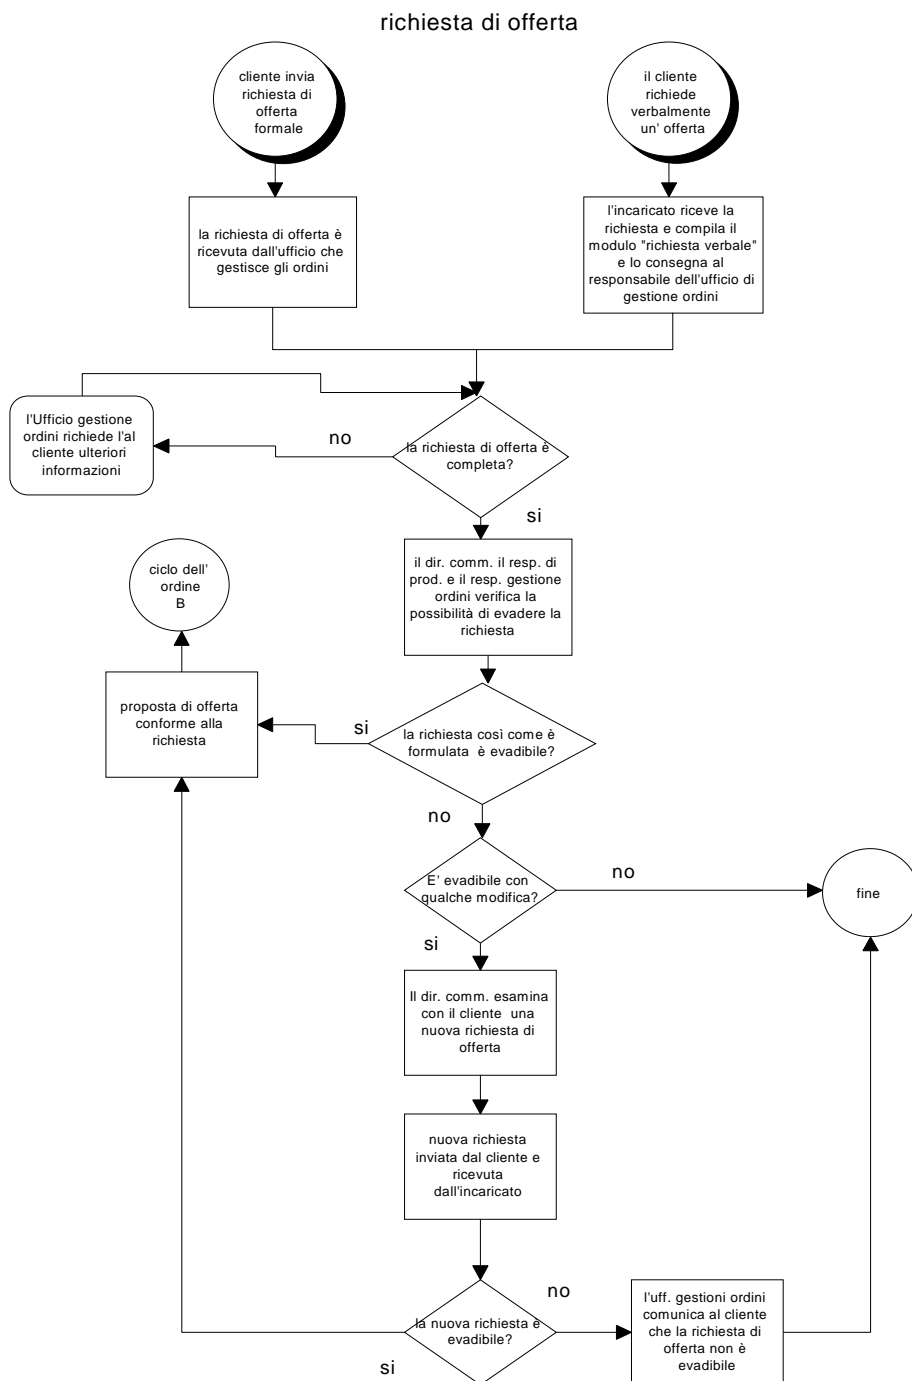 richiesta di offerta
cliente invia
richiesta di
offerta
formale
il cliente
richiede
verbalmente
un' offerta
la richiesta di offerta è
ricevuta dall'ufficio che
gestisce gli ordini
l'incaricato riceve la
richiesta e compila il
modulo "richiesta verbale"
e lo consegna al
responsabile dell'ufficio di
gestione ordini
l'Ufficio gestione
ordini richiede l'al
cliente ulteriori
informazioni
no
la richiesta di offerta è
completa?
si
ciclo dell'
ordine
B
il dir. comm. il resp. di
prod. e il resp. gestione
ordini verifica la
possibilità di evadere la
richiesta
proposta di offerta
conforme alla
richiesta
si
la richiesta così come è
formulata è evadibile?
no
E' evadibile con
qualche modifica?
no
fine
si
Il dir. comm. esamina
con il cliente una
nuova richiesta di
offerta
nuova richiesta
inviata dal cliente e
ricevuta
dall'incaricato
no
la nuova richiesta è
evadibile?
si
l'uff. gestioni ordini
comunica al cliente
che la richiesta di
offerta non è
evadibile